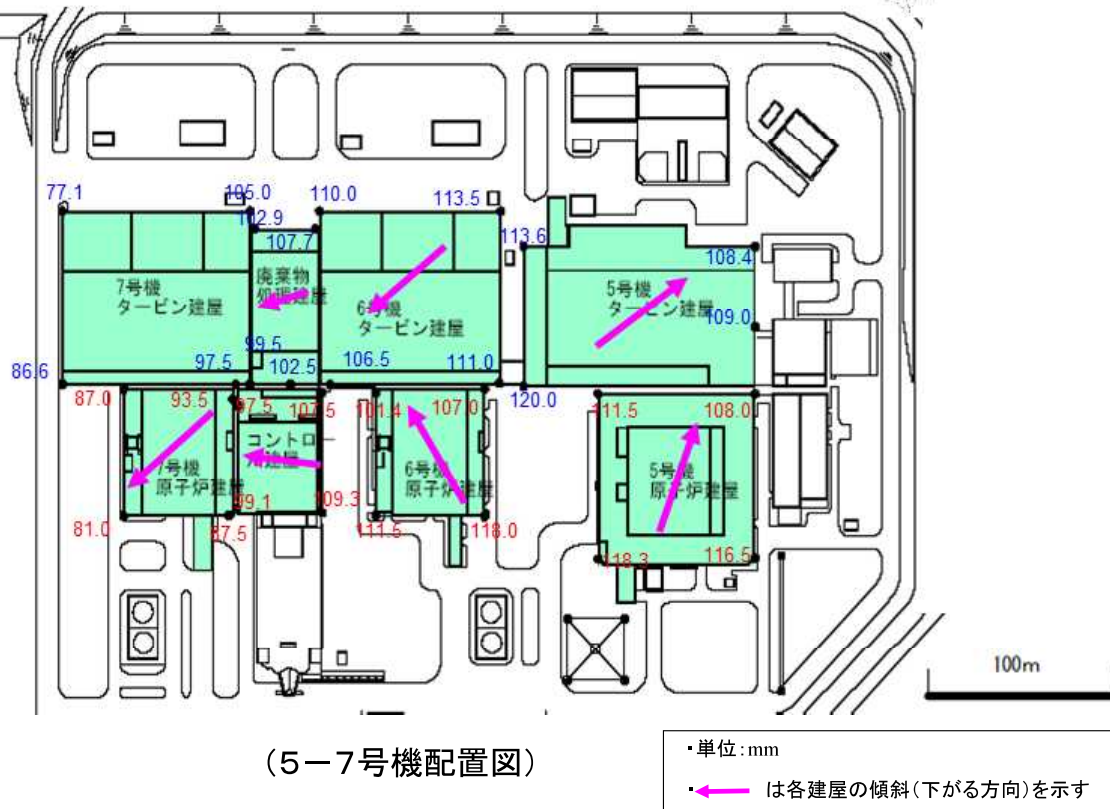 77.1
105.0
110.0
113.5
102.9
107.7
113.6
108.4
7号機
タービン建屋
廃棄物
処理建屋
6号機
タービン建屋
5号機
タービン建屋
109.0
99.5
86.6
97.5
102.5
106.5
111.0
120.0
87.0
93.5
97.5
107.5
101.4
107.0
111.5
108.0
7号機
原子炉建屋
コントロー
ル建屋
6号機
原子炉建屋
5号機
原子炉建屋
99.1
109.3
81.0
87.5
111.5
118.0
118.3
116.5
100m
(5－7号機配置図)
・単位：mm
・は各建屋の傾斜(下がる方向)を示す